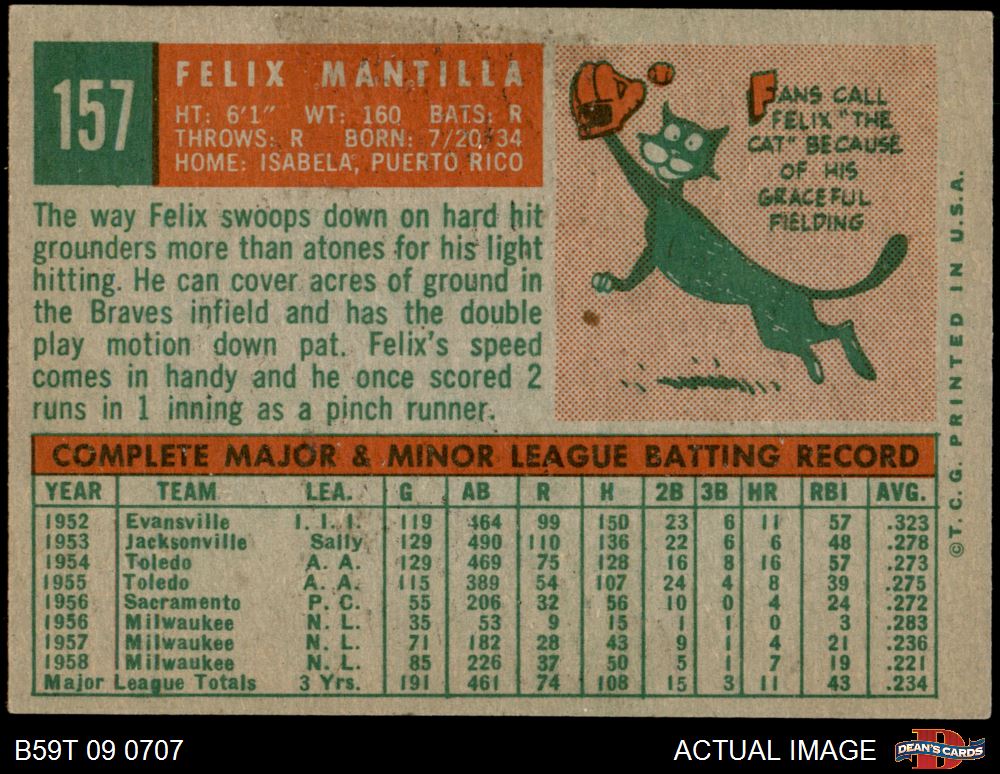 157
FELIX MANTILLA
HT: 6'1" WT: 160 BATS: R
THROWS: R BORN: 7/20/34
HOME: ISABELA, PUERTO RICO
The way Felix swoops down on hard hit
grounders more than atones for his light
hitting. He can cover acres of ground in
the Braves infield and has the double
play motion down pat. Felix's speed
comes in handy and he once scored 2
runs in 1 inning as a pinch runner.
FANS CALL
FELIX "THE
CAT" BECAUSE
OF HIS
GRACEFUL
FIELDING
© T. C. G. PRINTED IN U.S.A.
COMPLETE MAJOR & MINOR LEAGUE BATTING RECORD
YEAR TEAM LEA. G AB R H 2B 3B HR RBI AVG.
1952 Evansville I. I. I. 119 464 99 150 23 6 11 57 .323
1953 Jacksonville Sally 129 490 110 136 22 6 6 48 .278
1954 Toledo A. A. 129 469 75 128 16 8 16 57 .273
1955 Toledo A. A. 115 389 54 107 24 4 8 39 .275
1956 Sacramento P. C. 55 206 32 56 10 0 4 24 .272
1956 Milwaukee N. L. 35 53 9 15 1 1 0 3 .283
1957 Milwaukee N. L. 71 182 28 43 9 1 4 21 .236
1958 Milwaukee N. L. 85 226 37 50 5 1 7 19 .221
Major League Totals 3 Yrs. 191 461 74 108 15 3 11 43 .234
B59T 09 0707
ACTUAL IMAGE
DEAN'S CARDS